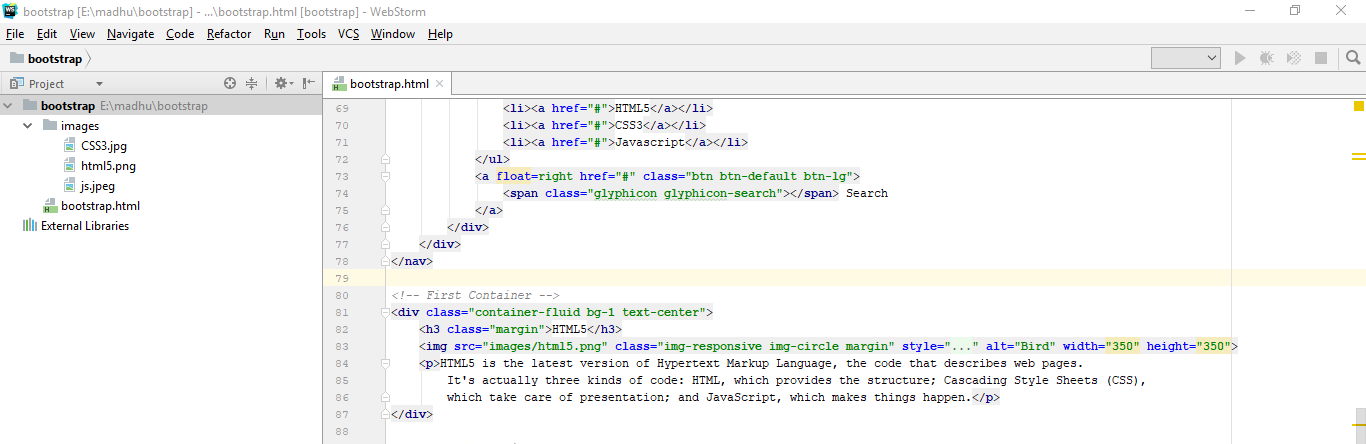 bootstrap [E:\madhu\bootstrap] - ...\bootstrap.html [bootstrap] - WebStorm
File Edit View Navigate Code Refactor Run Tools VCS Window Help
bootstrap
Project
bootstrap.html
bootstrap E:\madhu\bootstrap
images
CSS3.jpg
html5.png
js.jpeg
bootstrap.html
External Libraries
69 <li><a href="#">HTML5</a></li>
70 <li><a href="#">CSS3</a></li>
71 <li><a href="#">Javascript</a></li>
72 </ul>
73 <a float=right href="#" class="btn btn-default btn-lg">
74 <span class="glyphicon glyphicon-search"></span> Search
75 </a>
76 </div>
77 </div>
78 </nav>
79
80 <!-- First Container -->
81 <div class="container-fluid bg-1 text-center">
82 <h3 class="margin">HTML5</h3>
83 <img src="images/html5.png" class="img-responsive img-circle margin" style="..." alt="Bird" width="350" height="350">
84 <p>HTML5 is the latest version of Hypertext Markup Language, the code that describes web pages.
85 It's actually three kinds of code: HTML, which provides the structure; Cascading Style Sheets (CSS),
86 which take care of presentation; and JavaScript, which makes things happen.</p>
87 </div>
88